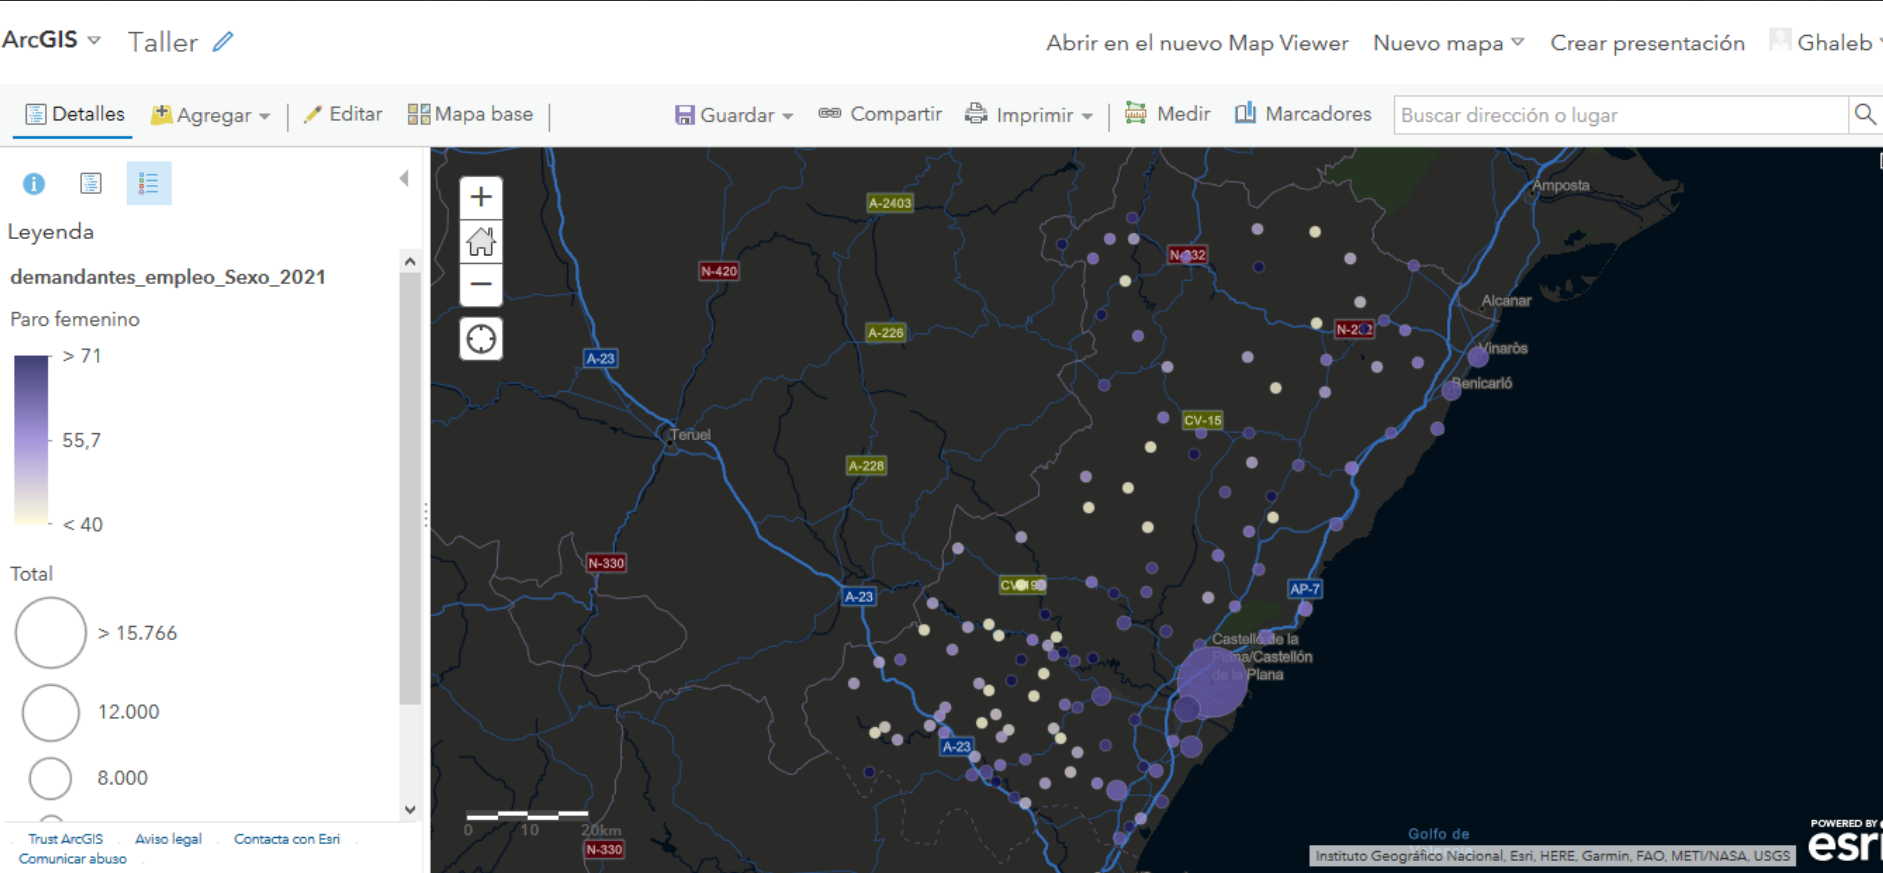 ArcGIS Taller Abrir en el nuevo Map Viewer Nuevo mapa Crear presentación Ghaleb
Detalles Agregar Editar Mapa base Guardar Compartir Imprimir Medir Marcadores Buscar dirección o lugar
Leyenda
demandantes_empleo_Sexo_2021
Paro femenino
> 71
55,7
< 40
Total
> 15.766
12.000
8.000
Trust ArcGIS Aviso legal Contacta con Esri
Comunicar abuso
A-2403
Amposta
N-232
N-420
Alcanar
A-226
N-232
Vinaròs
A-23
Benicarló
CV-15
Teruel
A-228
N-330
CV-190
AP-7
A-23
Castelló de la
Plana/Castellón
de la Plana
A-23
0 10 20km
N-330
Golfo de
Instituto Geográfico Nacional, Esri, HERE, Garmin, FAO, METI/NASA, USGS
POWERED BY
esri